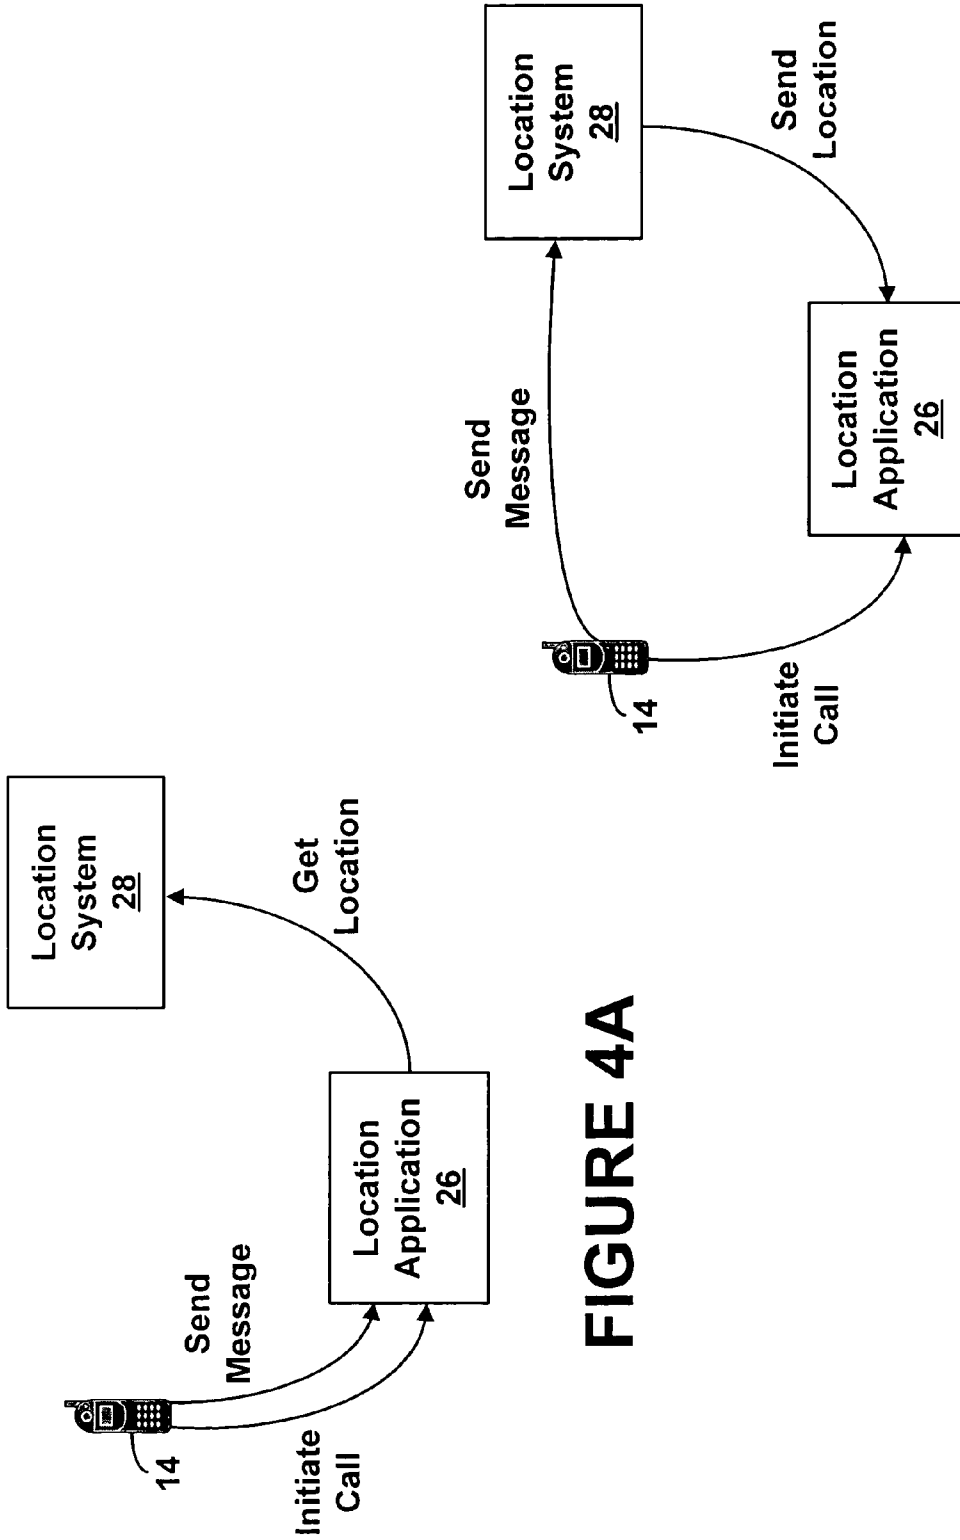 Location
System
28
Get
Location
Location
Application
26
Send
Message
14
Initiate
Call
FIGURE 4A
Location
System
28
Send
Location
Send
Message
Location
Application
26
14
Initiate
Call